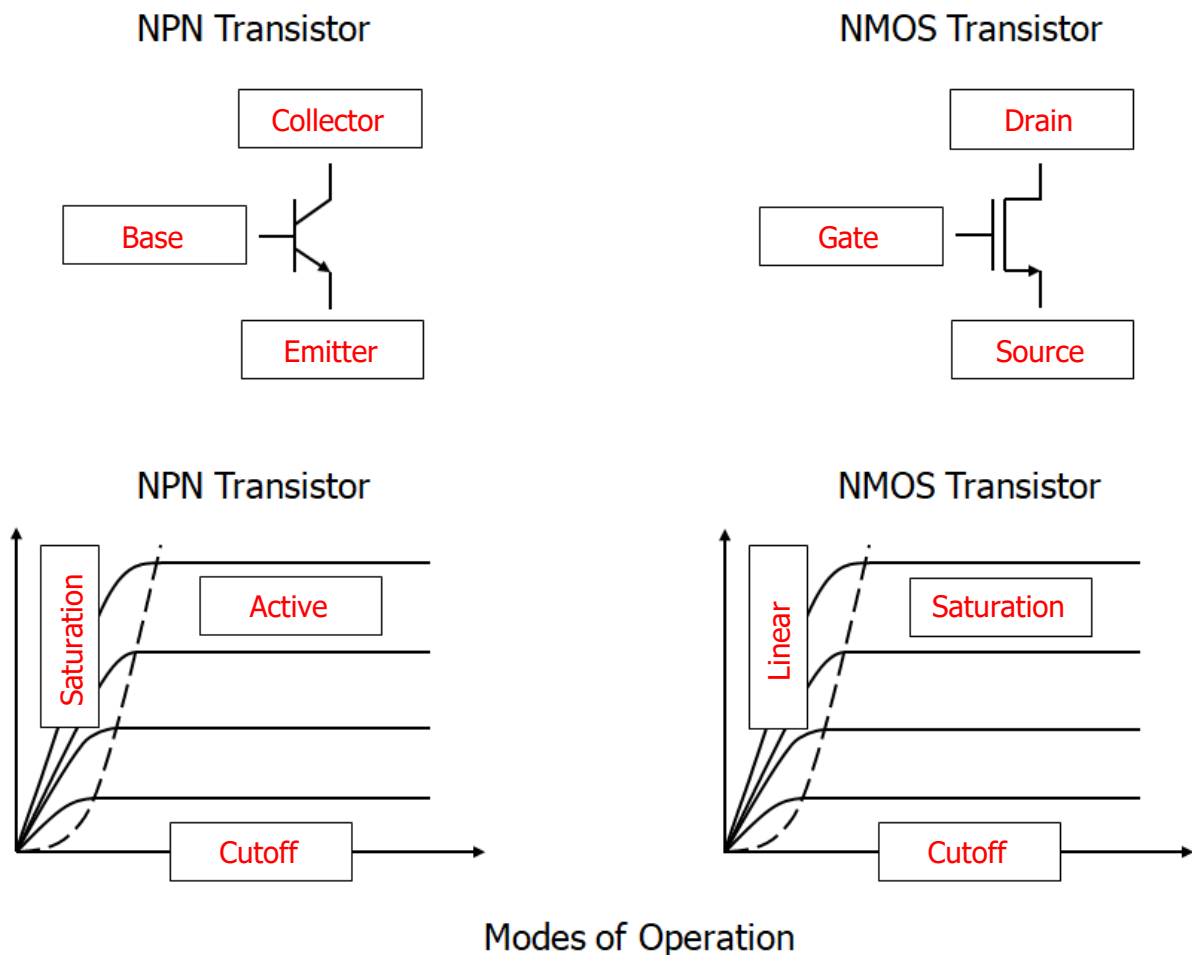 NPN Transistor
NMOS Transistor
Collector
Drain
Base
Gate
Emitter
Source
NPN Transistor
NMOS Transistor
Saturation
Active
Linear
Saturation
Cutoff
Cutoff
Modes of Operation